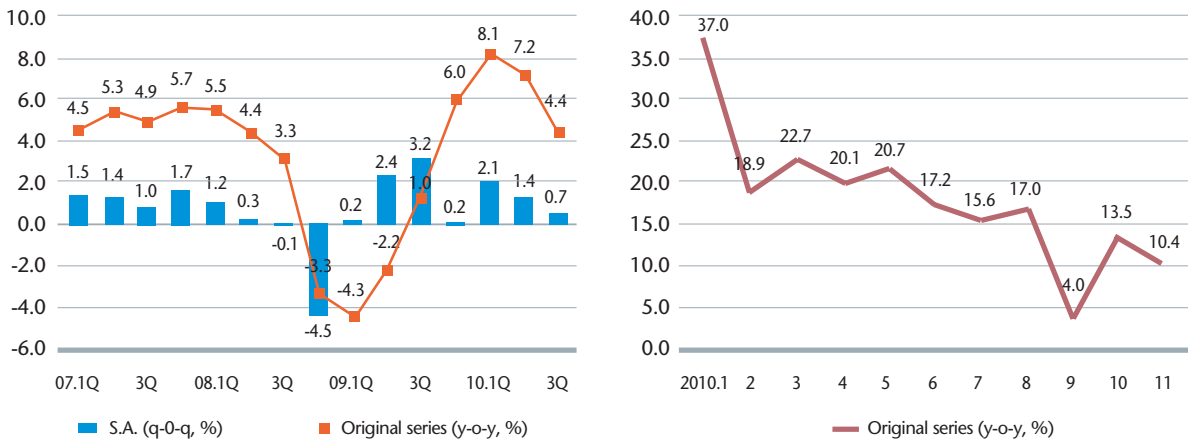 10.0
8.0
6.0
4.0
2.0
0.0
-2.0
-4.0
-6.0
4.5 5.3 4.9 5.7 5.5 4.4 3.3 -3.3 -4.3 -2.2 1.0 6.0 8.1 7.2 4.4
1.5 1.4 1.0 1.7 1.2 0.3 -0.1 -4.5 0.2 2.4 3.2 0.2 2.1 1.4 0.7
07.1Q 3Q 08.1Q 3Q 09.1Q 3Q 10.1Q 3Q
S.A. (q-0-q, %) Original series (y-o-y, %)
40.0
35.0
30.0
25.0
20.0
15.0
10.0
5.0
0.0
37.0 18.9 22.7 20.1 20.7 17.2 15.6 17.0 4.0 13.5 10.4
2010.1 2 3 4 5 6 7 8 9 10 11
Original series (y-o-y, %)